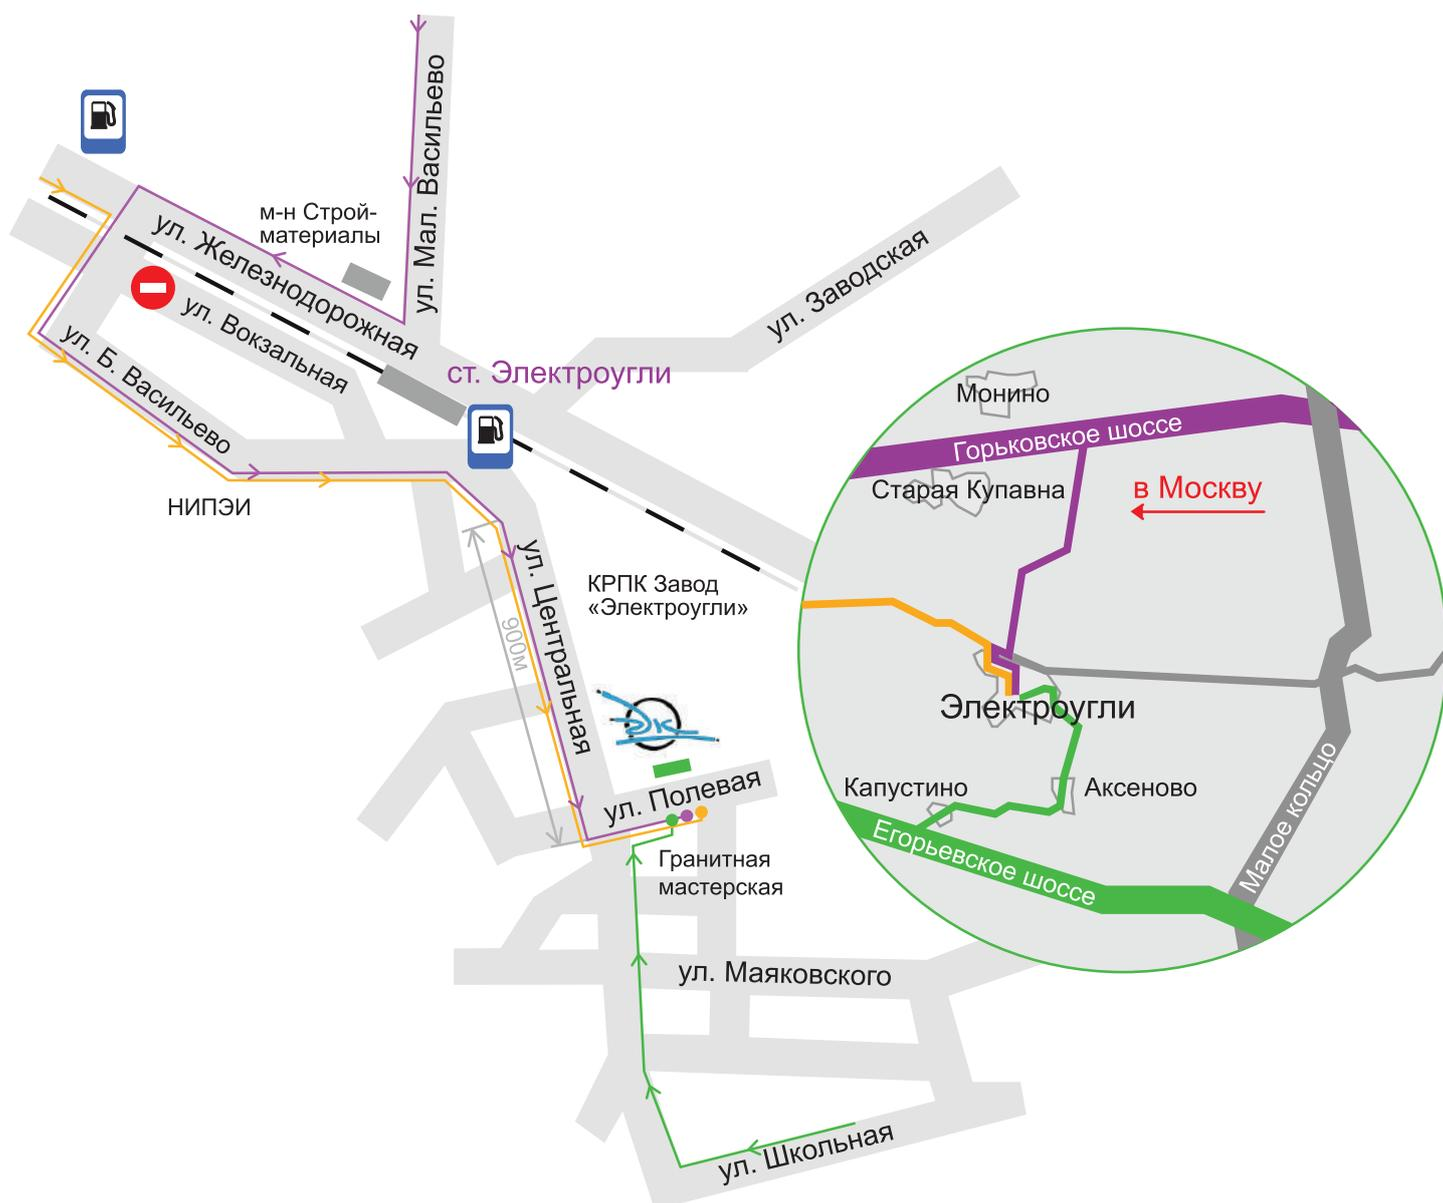 ул. Мал. Васильево
м-н Строй-
материалы
ул. Железнодорожная
ул. Заводская
ул. Вокзальная
ул. Б. Васильево
ст. Электроугли
НИПЭИ
ул. Центральная
900м
КРПК Завод
«Электроугли»
ЭК
ул. Полевая
Гранитная
мастерская
ул. Маяковского
ул. Школьная
Монино
Горьковское шоссе
Старая Купавна
в Москву
Электроугли
Капустино
Аксеново
Егорьевское шоссе
Малое кольцо